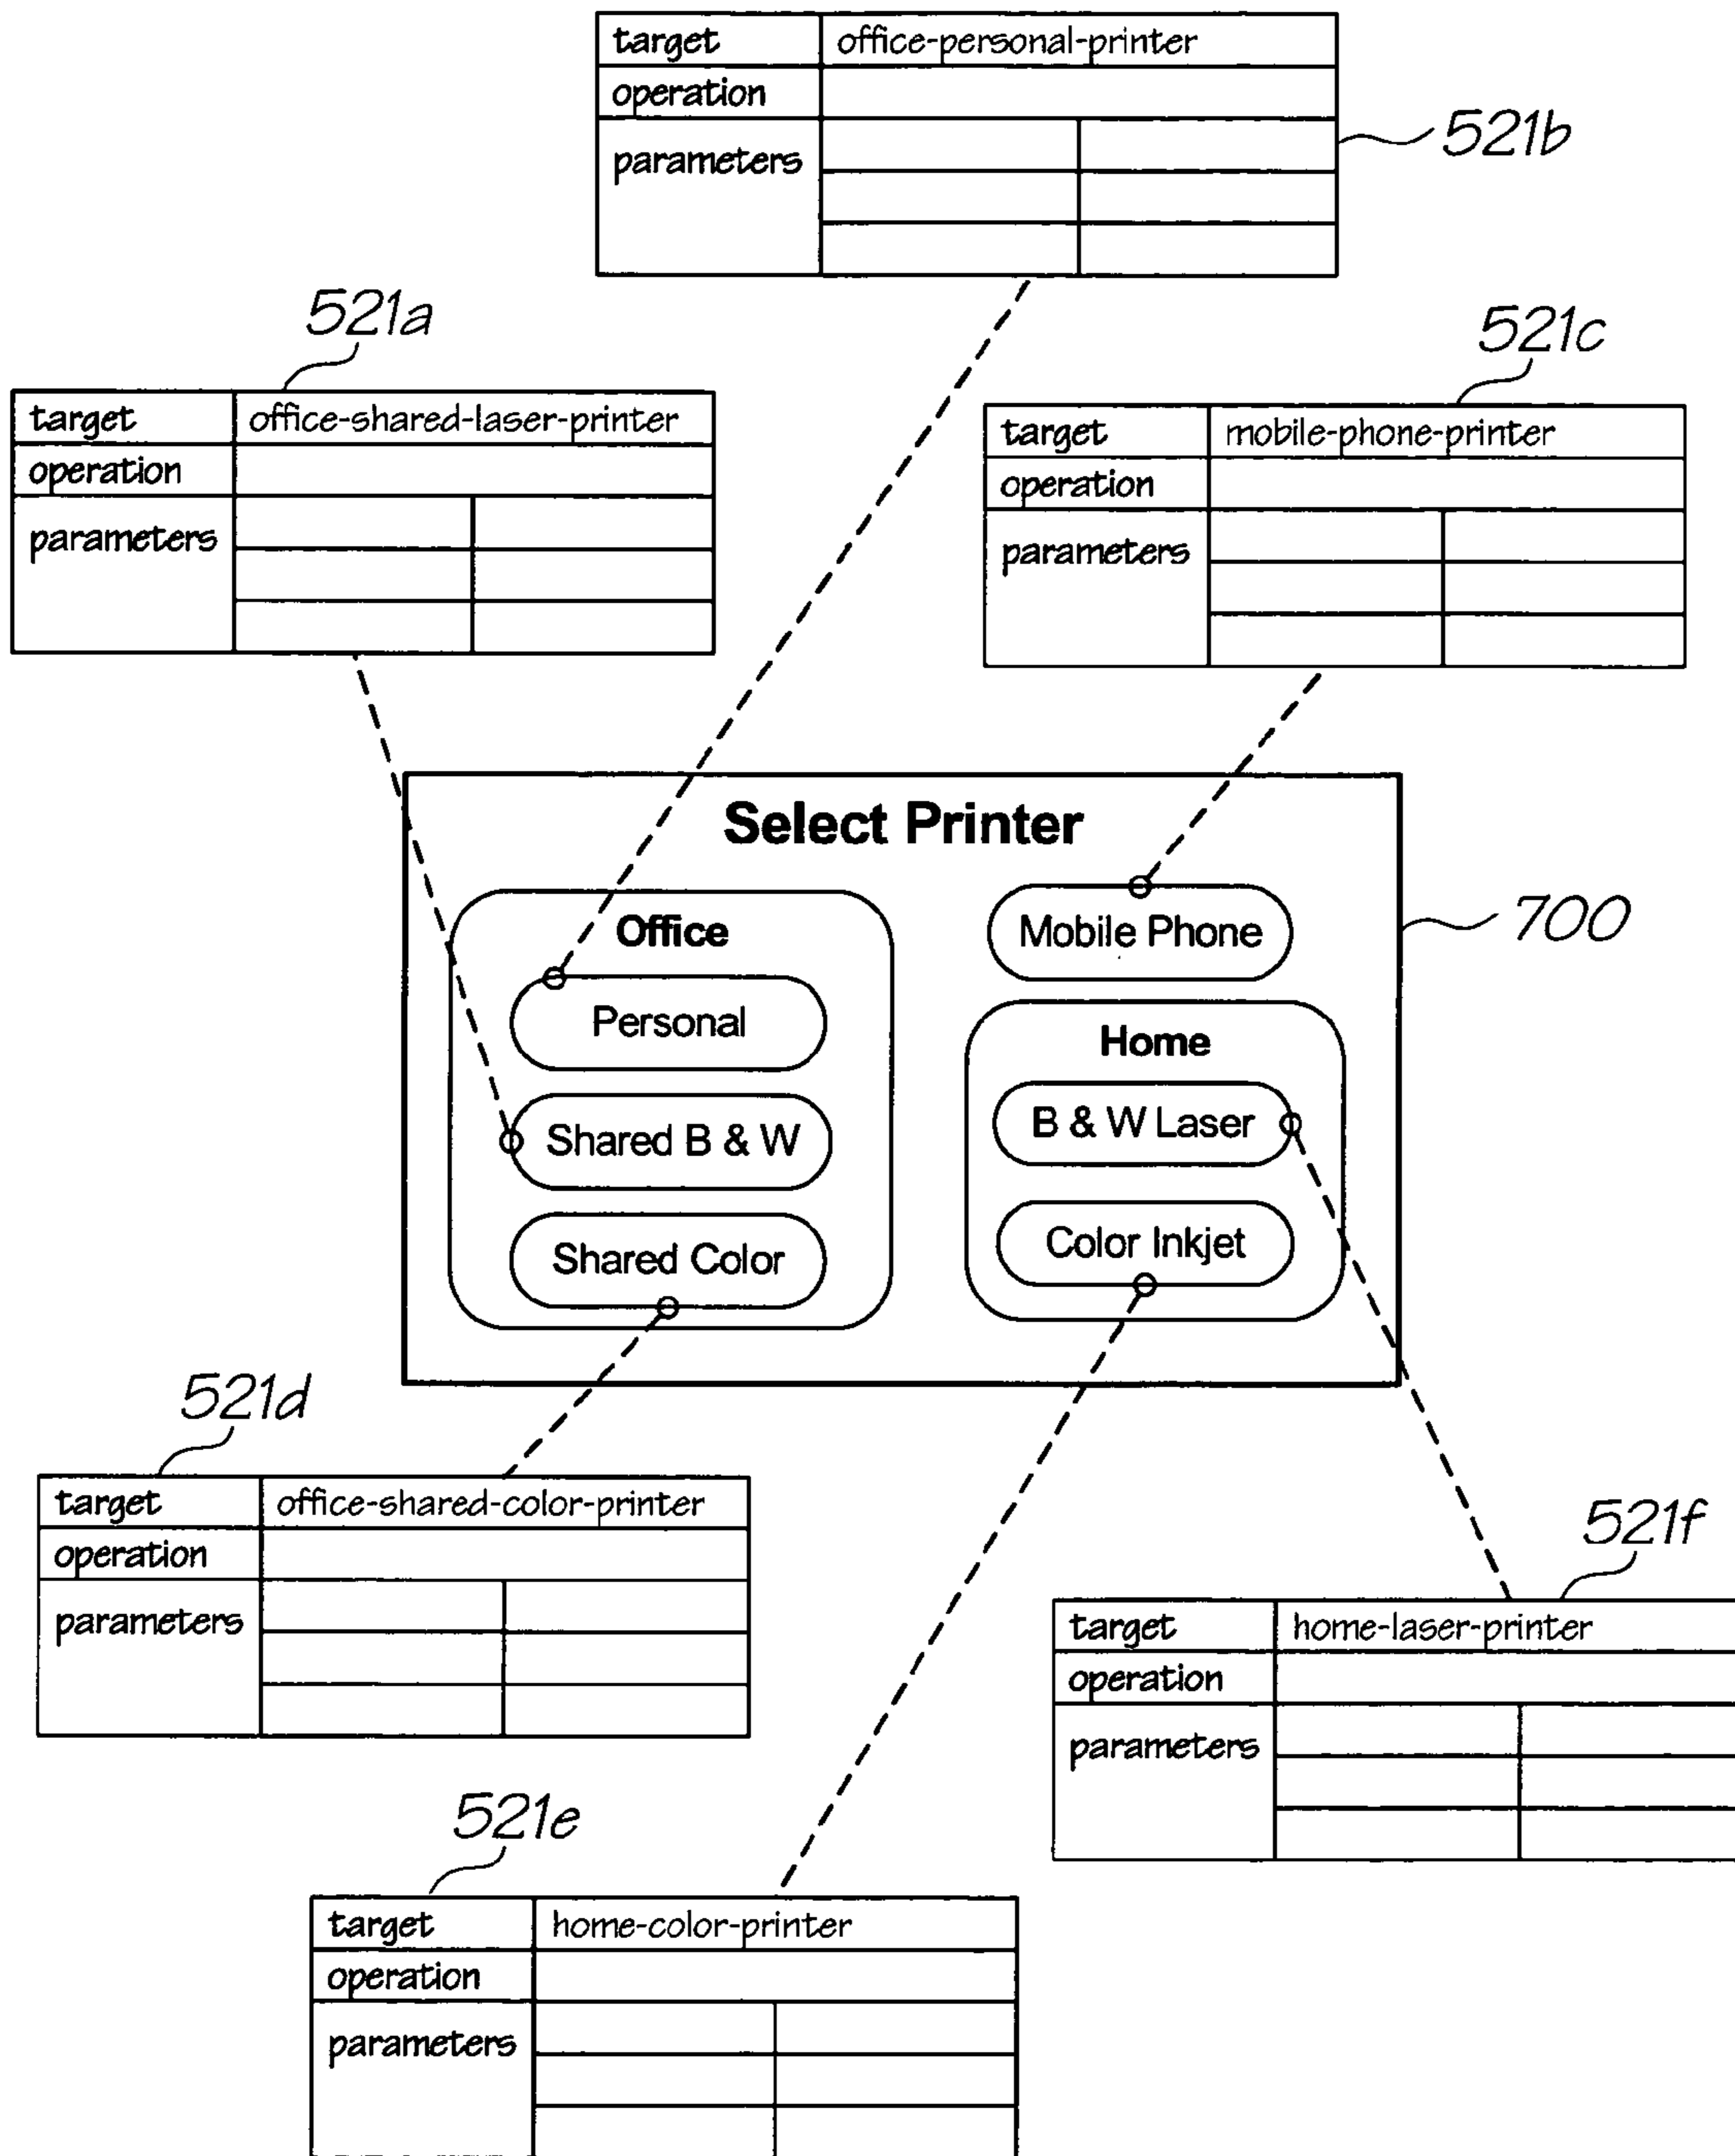 target office-personal-printer
operation
parameters
521b
521a
521c
target office-shared-laser-printer
operation
parameters
target mobile-phone-printer
operation
parameters
Select Printer
700
Office
Personal
Shared B & W
Shared Color
Mobile Phone
Home
B & W Laser
Color Inkjet
521d
target office-shared-color-printer
operation
parameters
521f
target home-laser-printer
operation
parameters
521e
target home-color-printer
operation
parameters